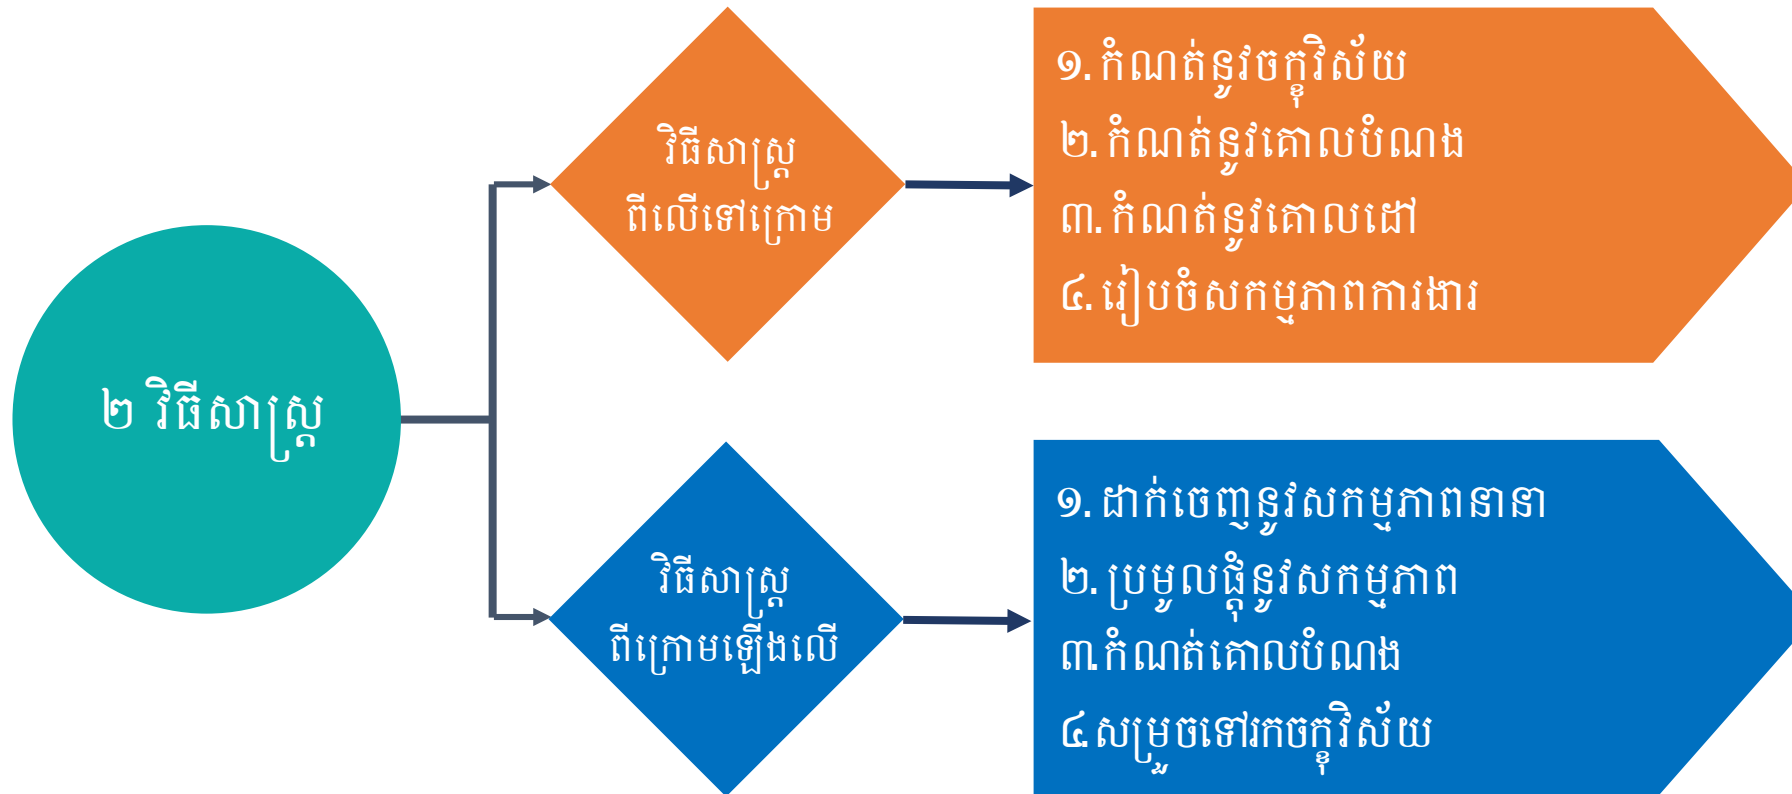 ២ វិធីសាស្ត្រ
វិធីសាស្ត្រ
ពីលើទៅក្រោម
១. កំណត់នូវចក្ខុវិស័យ
២. កំណត់នូវគោលបំណង
៣. កំណត់នូវគោលដៅ
៤. រៀបចំសកម្មភាពការងារ
វិធីសាស្ត្រ
ពីក្រោមឡើងលើ
១. ដាក់ចេញនូវសកម្មភាពនានា
២. ប្រមូលផ្តុំនូវសកម្មភាព
៣.កំណត់គោលបំណង
៤.សម្រួចទៅរកចក្ខុវិស័យ